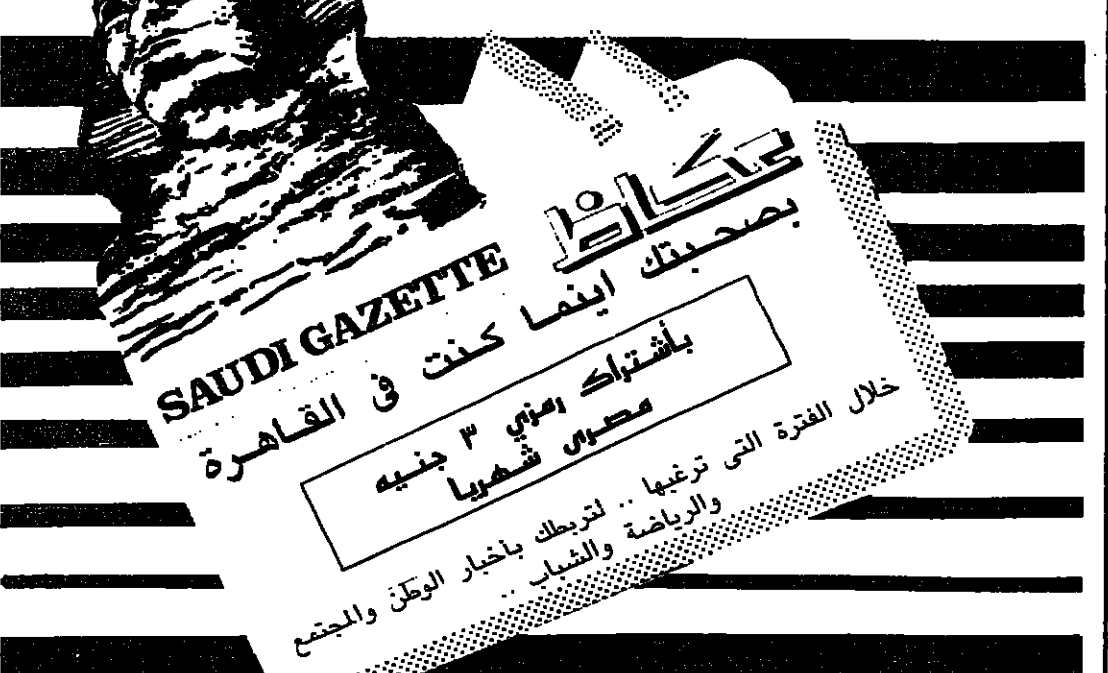 عكاظ
SAUDI GAZETTE
بصحبتك اينما كنت فى القاهرة
بأشتراك رمزي ٣ جنيه
مصرى شهريا
خلال الفترة التى ترغبها .. لتربطك بأخبار الوطن والمجتمع
والرياضة والشباب ..